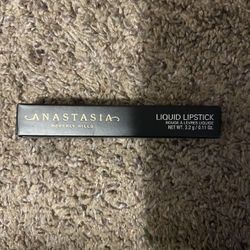 ANASTASIA
BEVERLY HILLS
LIQUID LIPSTICK
ROUGE À LÈVRES LIQUIDE
NET WT. 3.2 g / 0.11 OZ.